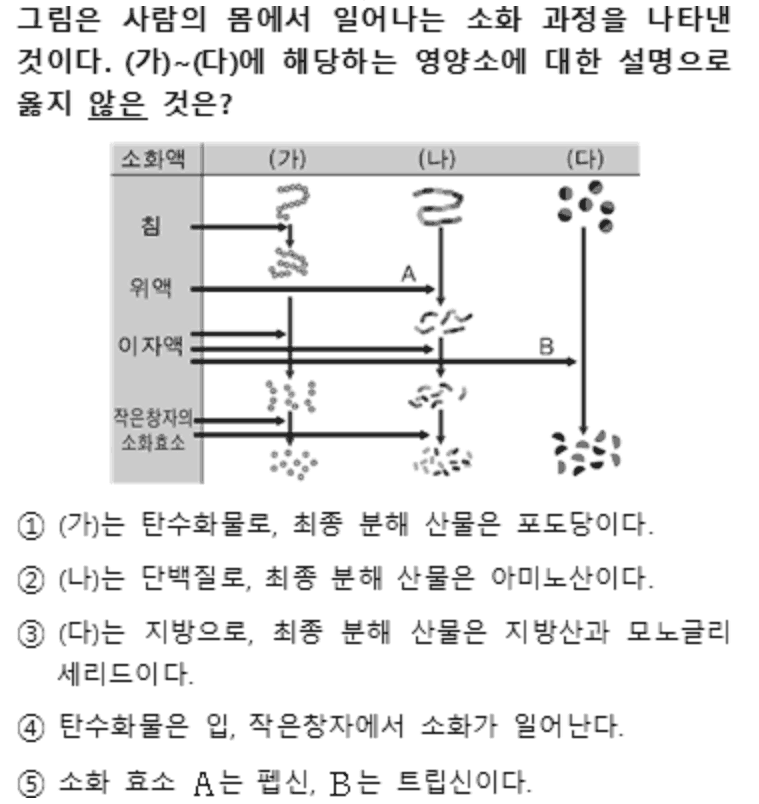 그림은 사람의 몸에서 일어나는 소화 과정을 나타낸
것이다. (가)~(다)에 해당하는 영양소에 대한 설명으로
옳지 않은 것은?
소화액 (가) (나) (다)
침
위액 A
이자액 B
작은창자의
소화효소
① (가)는 탄수화물로, 최종 분해 산물은 포도당이다.
② (나)는 단백질로, 최종 분해 산물은 아미노산이다.
③ (다)는 지방으로, 최종 분해 산물은 지방산과 모노글리
세리드이다.
④ 탄수화물은 입, 작은창자에서 소화가 일어난다.
⑤ 소화 효소 A는 펩신, B는 트립신이다.